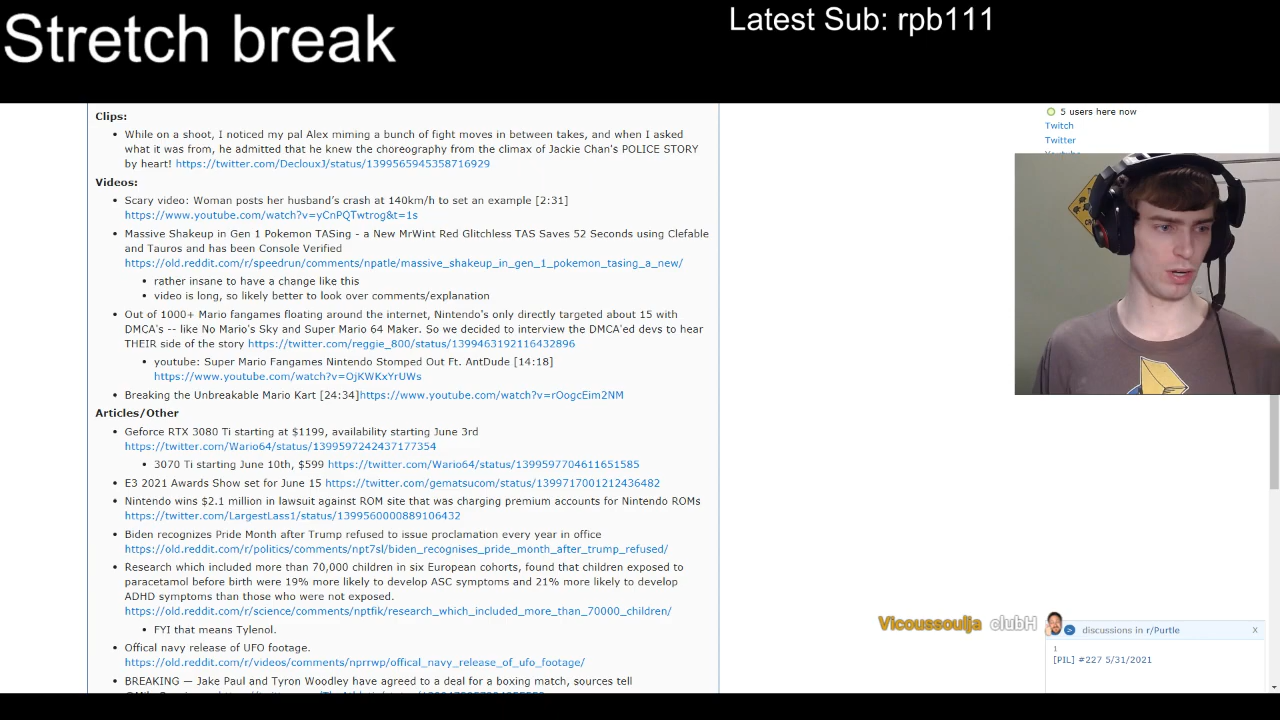 Stretch break
Latest Sub: rpb111
Clips:
While on a shoot, I noticed my pal Alex miming a bunch of fight moves in between takes, and when I asked
what it was from, he admitted that he knew the choreography from the climax of Jackie Chan's POLICE STORY
by heart! https://twitter.com/DeclouxJ/status/1399565945358716929
Videos:
Scary video: Woman posts her husband's crash at 140km/h to set an example [2:31]
https://www.youtube.com/watch?v=yCnPQTwtrog&t=1s
Massive Shakeup in Gen 1 Pokemon TASing - a New MrWint Red Glitchless TAS Saves 52 Seconds using Clefable
and Tauros and has been Console Verified
https://old.reddit.com/r/speedrun/comments/npatle/massive_shakeup_in_gen_1_pokemon_tasing_a_new/
rather insane to have a change like this
video is long, so likely better to look over comments/explanation
Out of 1000+ Mario fangames floating around the internet, Nintendo's only directly targeted about 15 with
DMCA's -- like No Mario's Sky and Super Mario 64 Maker. So we decided to interview the DMCA'ed devs to hear
THEIR side of the story https://twitter.com/reggie_800/status/1399463192116432896
youtube: Super Mario Fangames Nintendo Stomped Out Ft. AntDude [14:18]
https://www.youtube.com/watch?v=OjKWKxYrUWs
Breaking the Unbreakable Mario Kart [24:34]https://www.youtube.com/watch?v=rOogcEim2NM
Articles/Other
Geforce RTX 3080 Ti starting at $1199, availability starting June 3rd
https://twitter.com/Wario64/status/1399597242437177354
3070 Ti starting June 10th, $599 https://twitter.com/Wario64/status/1399597704611651585
E3 2021 Awards Show set for June 15 https://twitter.com/gematsucom/status/1399717001212436482
Nintendo wins $2.1 million in lawsuit against ROM site that was charging premium accounts for Nintendo ROMs
https://twitter.com/LargestLass1/status/1399560000889106432
Biden recognizes Pride Month after Trump refused to issue proclamation every year in office
https://old.reddit.com/r/politics/comments/npt7sl/biden_recognises_pride_month_after_trump_refused/
Research which included more than 70,000 children in six European cohorts, found that children exposed to
paracetamol before birth were 19% more likely to develop ASC symptoms and 21% more likely to develop
ADHD symptoms than those who were not exposed.
https://old.reddit.com/r/science/comments/nptfik/research_which_included_more_than_70000_children/
FYI that means Tylenol.
Offical navy release of UFO footage.
https://old.reddit.com/r/videos/comments/nprrwp/offical_navy_release_of_ufo_footage/
BREAKING — Jake Paul and Tyron Woodley have agreed to a deal for a boxing match, sources tell
5 users here now
Twitch
Twitter
Vicoussoulja clubH
> discussions in r/Purtle X
1
[PIL] #227 5/31/2021